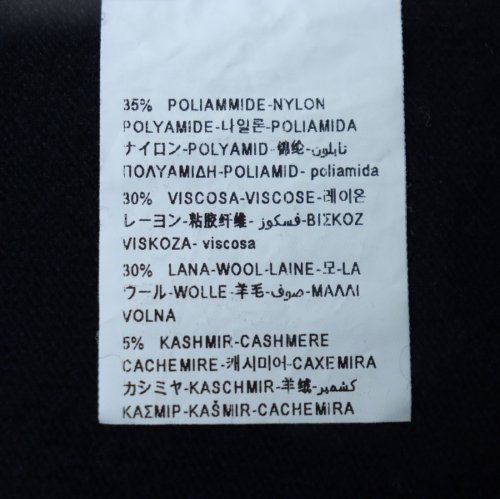 35% POLIAMMIDE-NYLON
POLYAMIDE-나일론-POLIAMIDA
ナイロン-POLYAMID-锦纶-نايلون
ΠΟΛΥΑΜΙΔΗ-POLIAMID- poliamida
30% VISCOSA-VISCOSE-레이온
レーヨン-粘胶纤维-فسكوز-ΒΙΣΚΟΖ
VISKOZA- viscosa
30% LANA-WOOL-LAINE-모-LA
ウール-WOLLE-羊毛-صوف-ΜΑΛΛΙ
VOLNA
5% KASHMIR-CASHMERE
CACHEMIRE-캐시미어-CAXEMIRA
カシミヤ-KASCHMIR-羊绒-كشمير
ΚΑΣΜΙΡ-KAŠMIR-CACHEMIRA